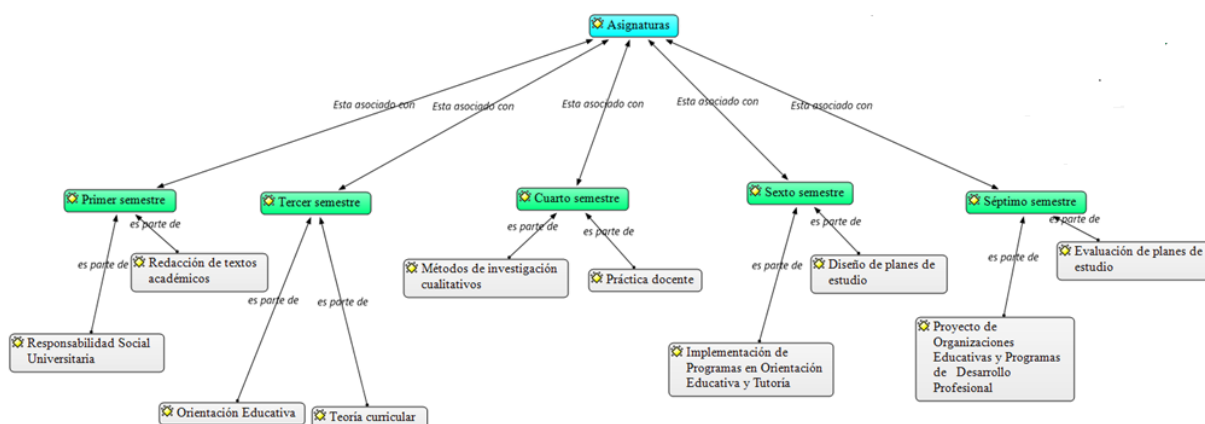 Asignaturas
Esta asociado con
Esta asociado con
Esta asociado con
Esta asociado con
Esta asociado con
Primer semestre
Tercer semestre
Cuarto semestre
Sexto semestre
Séptimo semestre
es parte de
es parte de
es parte de
es parte de
es parte de
es parte de
es parte de
es parte de
es parte de
es parte de
Redacción de textos
académicos
Métodos de investigación
cualitativos
Práctica docente
Diseño de planes de
estudio
Evaluación de planes de
estudio
Responsabilidad Social
Universitaria
Orientación Educativa
Teoría curricular
Implementación de
Programas en Orientación
Educativa y Tutoría
Proyecto de
Organizaciones
Educativas y Programas
de Desarrollo
Profesional